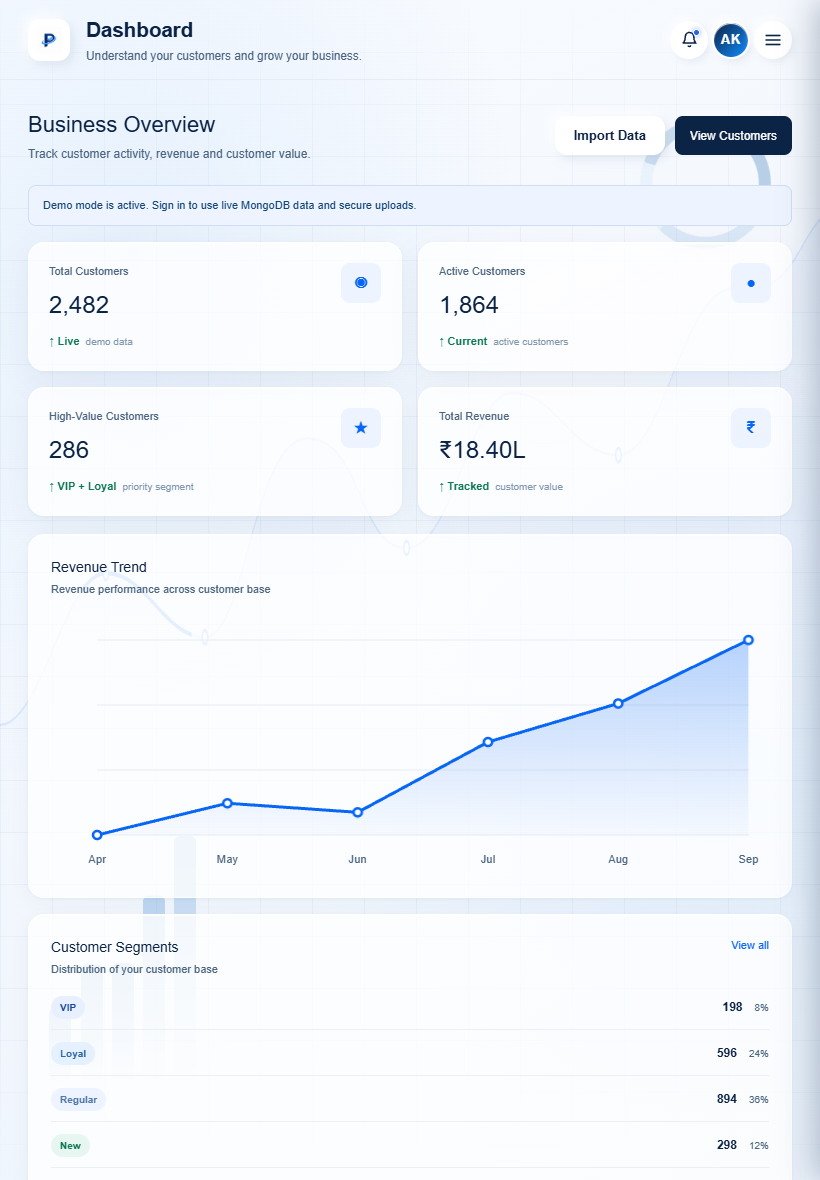 P
Dashboard
Understand your customers and grow your business.
AK
Business Overview
Track customer activity, revenue and customer value.
Import Data
View Customers
Demo mode is active. Sign in to use live MongoDB data and secure uploads.
Total Customers
2,482
↑ Live demo data
Active Customers
1,864
↑ Current active customers
High-Value Customers
286
↑ VIP + Loyal priority segment
Total Revenue
₹18.40L
↑ Tracked customer value
₹
Revenue Trend
Revenue performance across customer base
Apr May Jun Jul Aug Sep
Customer Segments
View all
Distribution of your customer base
VIP 198 8%
Loyal 596 24%
Regular 894 36%
New 298 12%